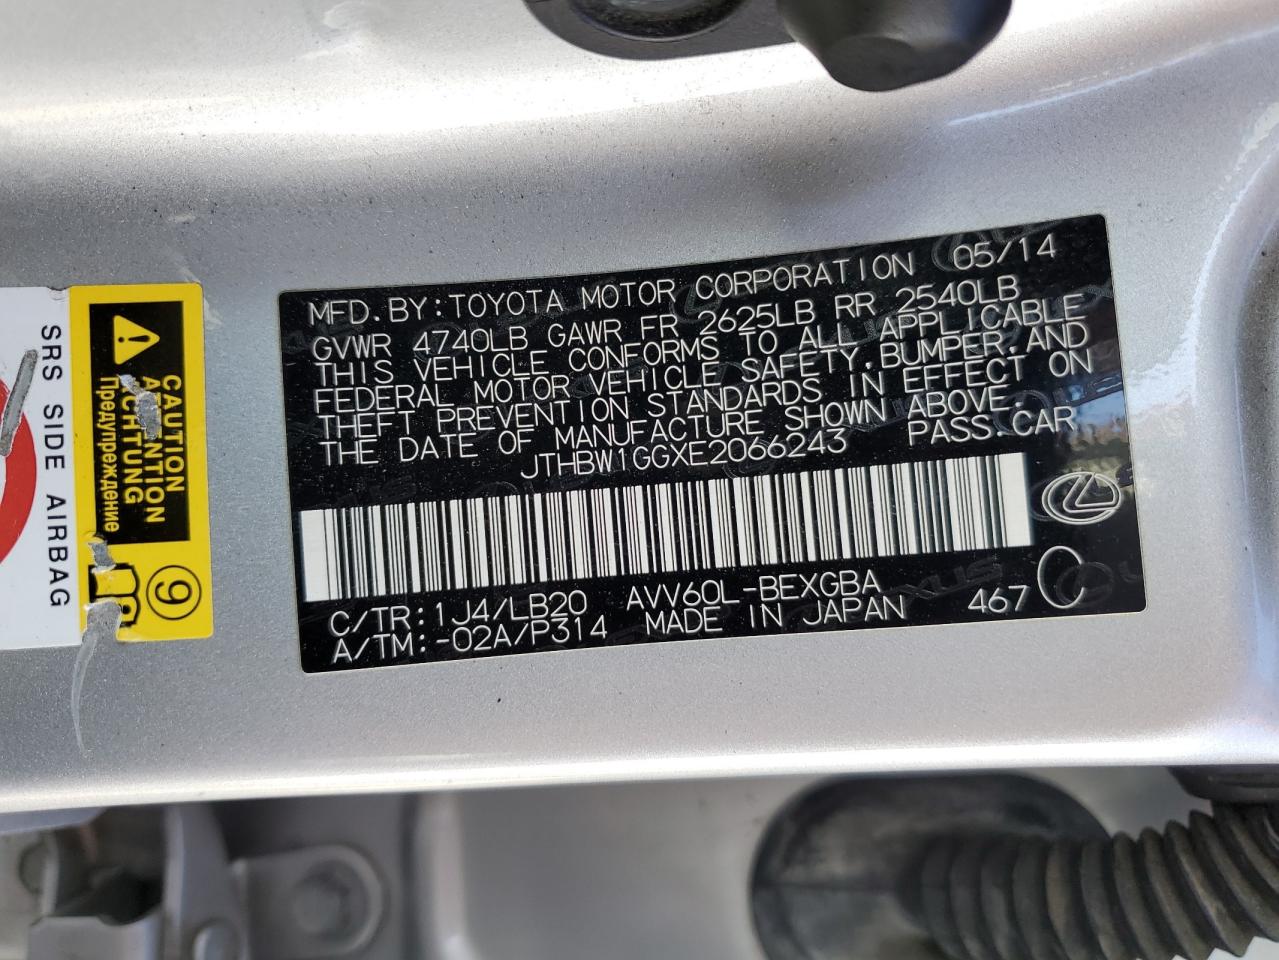 MFD. BY: TOYOTA MOTOR CORPORATION 05/14
GVWR 4740LB GAWR FR 2625LB RR 2540LB
THIS VEHICLE CONFORMS TO ALL APPLICABLE
FEDERAL MOTOR VEHICLE SAFETY, BUMPER, AND
THEFT PREVENTION STANDARDS IN EFFECT ON
THE DATE OF MANUFACTURE SHOWN ABOVE.
JTHBW1GGXE2066243 PASS.CAR
C/TR: 1J4/LB20 AVV60L-BEXGBA
A/TM: -02A/P314 MADE IN JAPAN 467 C
SRS SIDE AIRBAG
CAUTION
ATTENTION
ACHTUNG
Предупреждение
9